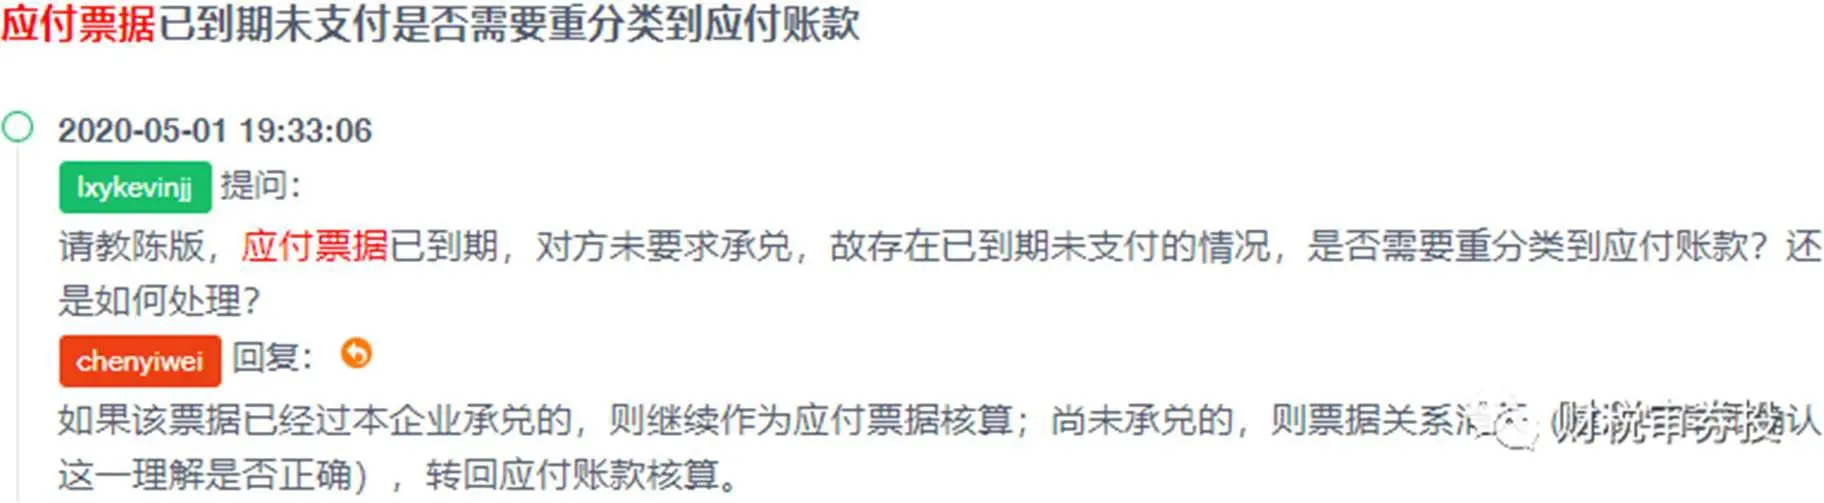 应付票据已到期未支付是否需要重分类到应付账款
2020-05-01 19:33:06
lxykevinjj 提问：
请教陈版，应付票据已到期，对方未要求承兑，故存在已到期未支付的情况，是否需要重分类到应付账款？还
是如何处理？
chenyiwei 回复：
如果该票据已经过本企业承兑的，则继续作为应付票据核算；尚未承兑的，则票据关系消 认
财税审券投
这一理解是否正确），转回应付账款核算。